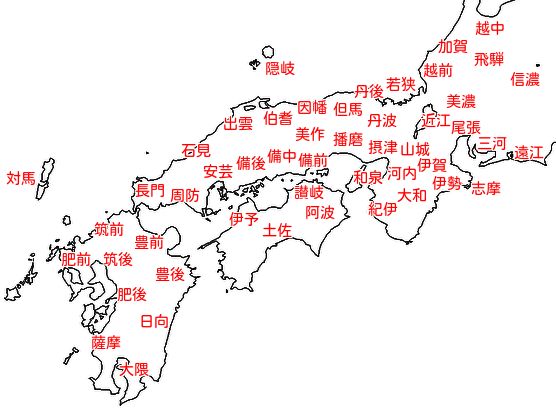 越中
加賀
飛騨
隠岐
越前
信濃
若狭
丹後
美濃
因幡
但馬
伯耆
出雲
丹波
近江
尾張
美作
播磨
三河
摂津
山城
石見
遠江
備中
備前
備後
伊賀
安芸
河内
和泉
対馬
伊勢
志摩
長門
周防
讃岐
大和
紀伊
阿波
伊予
土佐
筑前
豊前
肥前
筑後
豊後
肥後
日向
薩摩
大隈